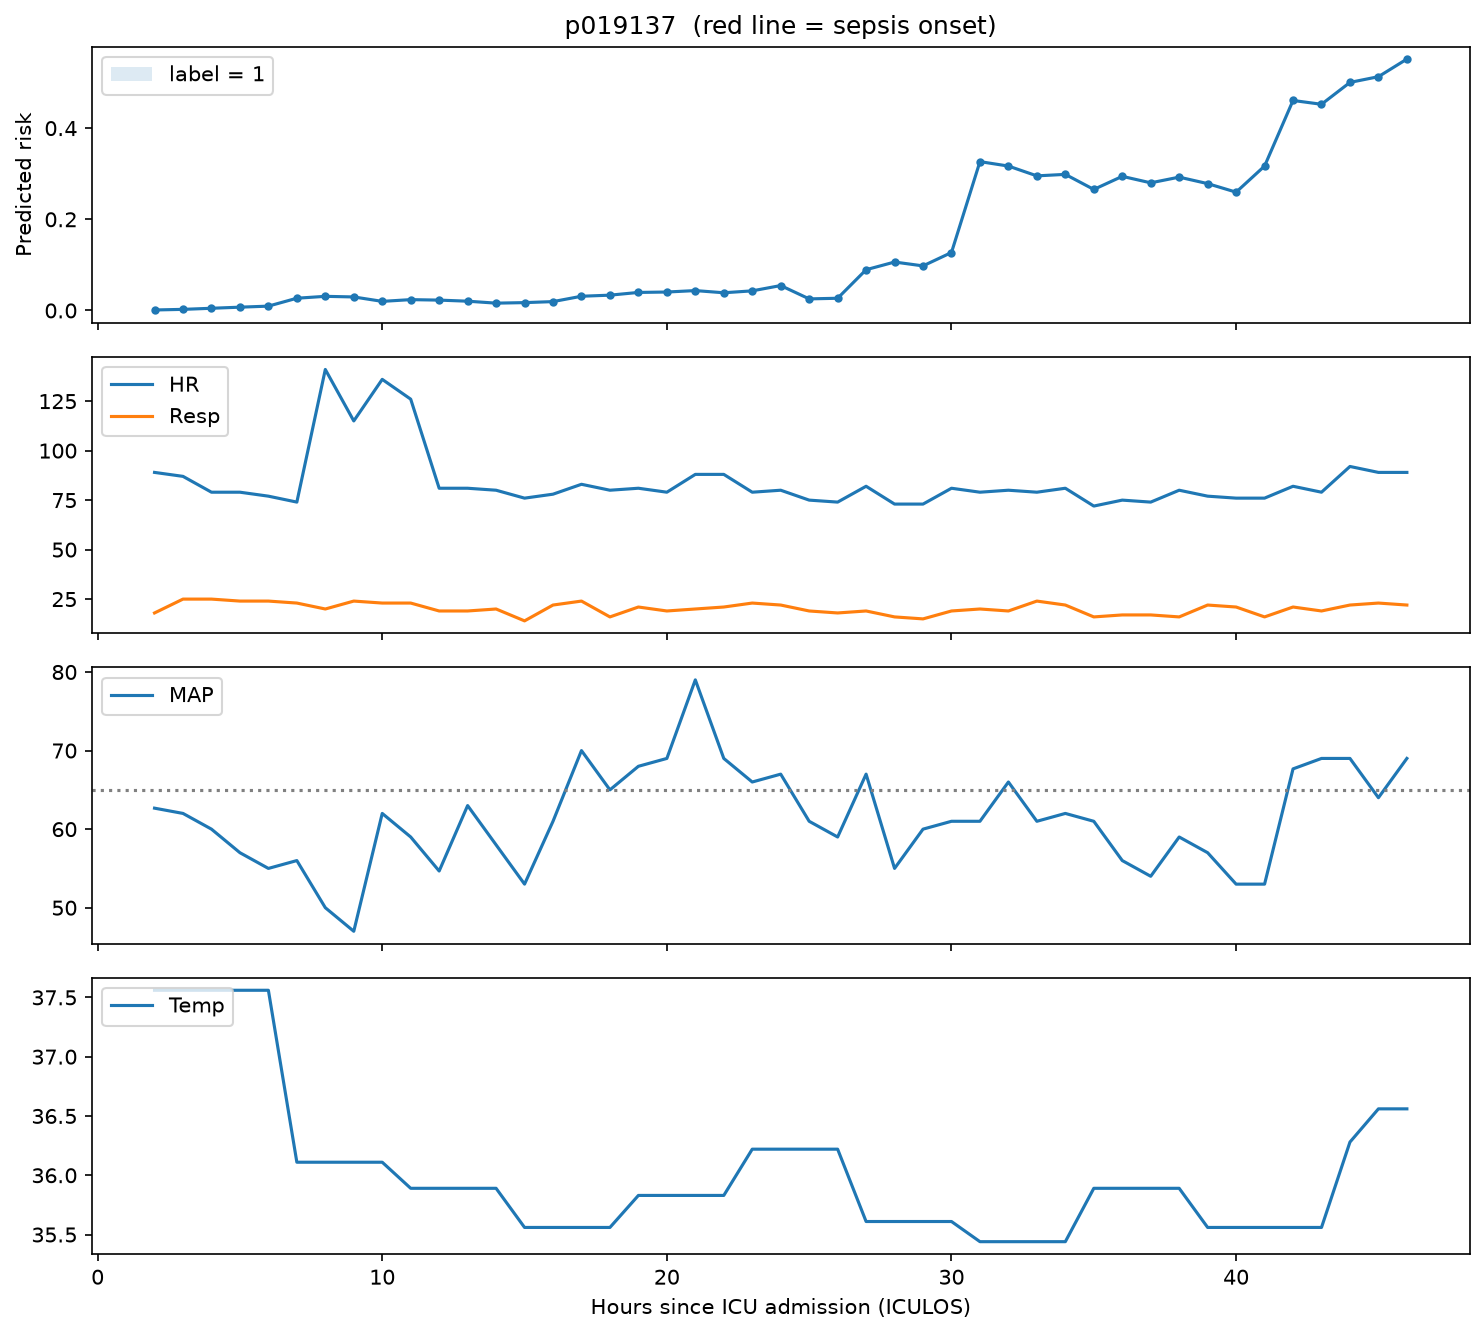 p019137  (red line = sepsis onset)
label = 1
Predicted risk
0.4
0.2
0.0
HR
Resp
125
100
75
50
25
MAP
80
70
60
50
Temp
37.5
37.0
36.5
36.0
35.5
0
10
20
30
40
Hours since ICU admission (ICULOS)